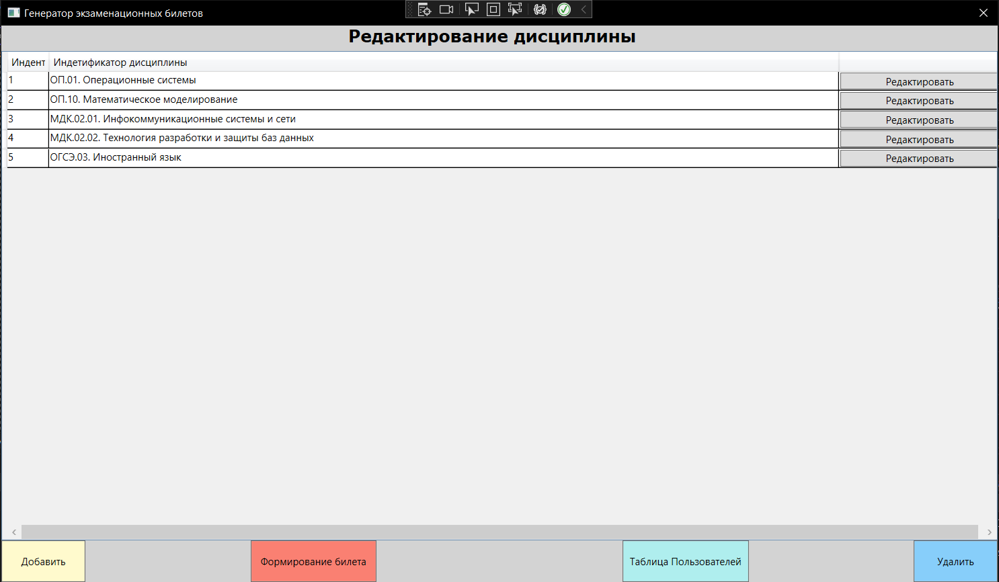 Генератор экзаменационных билетов
Редактирование дисциплины
Индент Индетификатор дисциплины
1 ОП.01. Операционные системы Редактировать
2 ОП.10. Математическое моделирование Редактировать
3 МДК.02.01. Инфокоммуникационные системы и сети Редактировать
4 МДК.02.02. Технология разработки и защиты баз данных Редактировать
5 ОГСЭ.03. Иностранный язык Редактировать
Добавить Формирование билета Таблица Пользователей Удалить